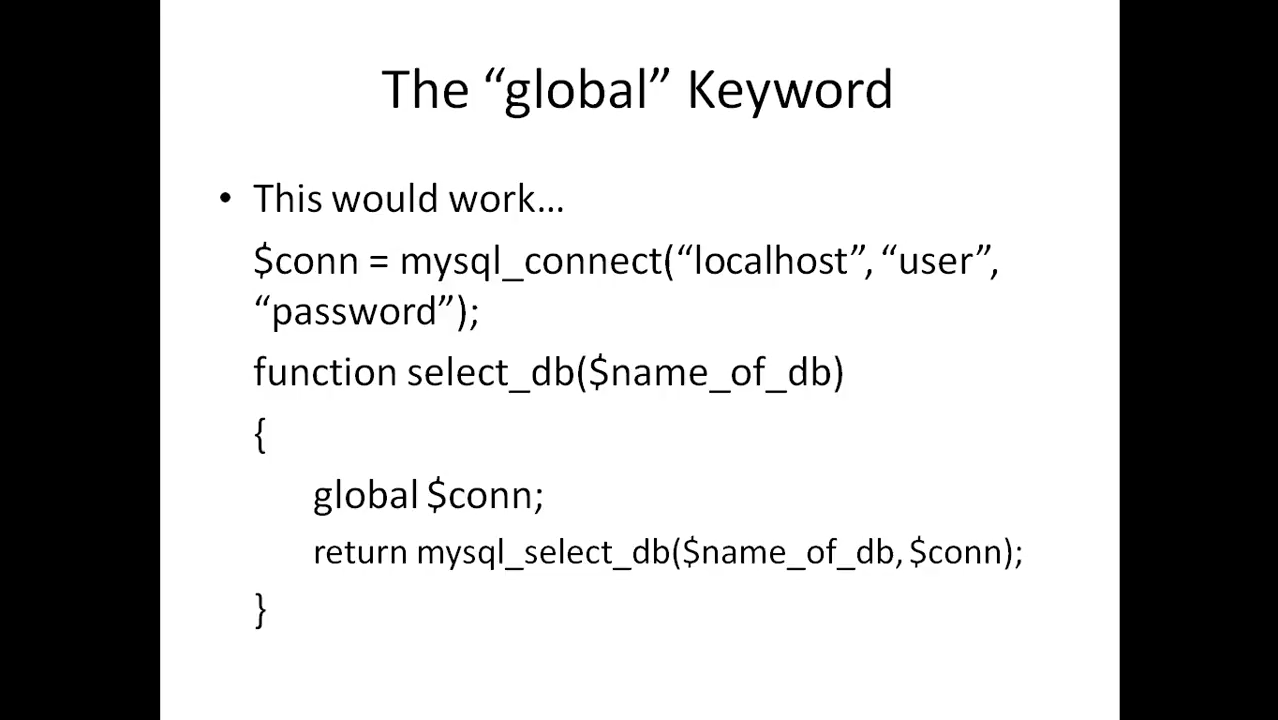 The “global” Keyword
• This would work…
$conn = mysql_connect(“localhost”, “user”,
“password”);
function select_db($name_of_db)
{
global $conn;
return mysql_select_db($name_of_db, $conn);
}